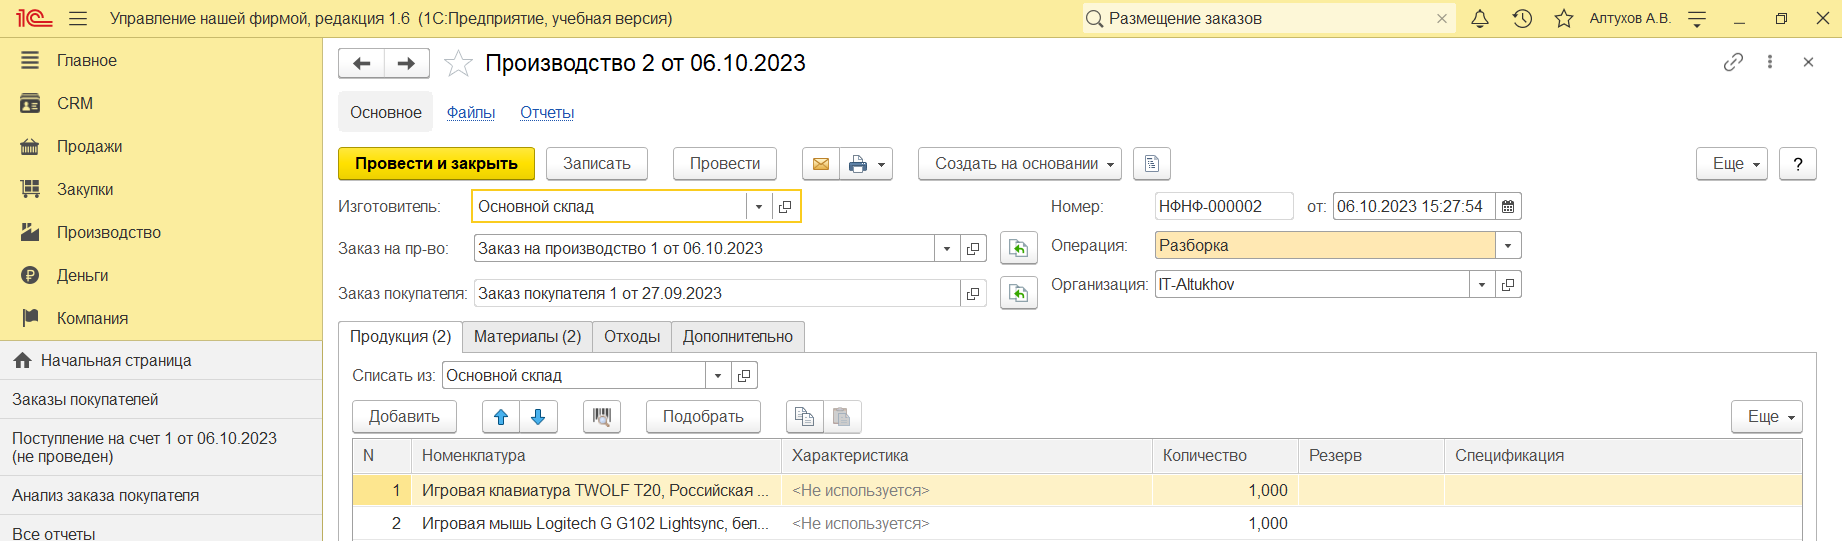 1С Управление нашей фирмой, редакция 1.6 (1С:Предприятие, учебная версия) Размещение заказов × Алтухов А.В.
Главное
CRM
Продажи
Закупки
Производство
Деньги
Компания
Начальная страница
Заказы покупателей
Поступление на счет 1 от 06.10.2023
(не проведен)
Анализ заказа покупателя
Все отчеты
Производство 2 от 06.10.2023
Основное Файлы Отчеты
Провести и закрыть Записать Провести Создать на основании Еще ?
Изготовитель: Основной склад Номер: НФНФ-000002 от: 06.10.2023 15:27:54
Заказ на пр-во: Заказ на производство 1 от 06.10.2023 Операция: Разборка
Заказ покупателя: Заказ покупателя 1 от 27.09.2023 Организация: IT-Altukhov
Продукция (2) Материалы (2) Отходы Дополнительно
Списать из: Основной склад
Добавить Подобрать Еще
N Номенклатура Характеристика Количество Резерв Спецификация
1 Игровая клавиатура TWOLF T20, Российская ... <Не используется> 1,000
2 Игровая мышь Logitech G G102 Lightsync, бел... <Не используется> 1,000